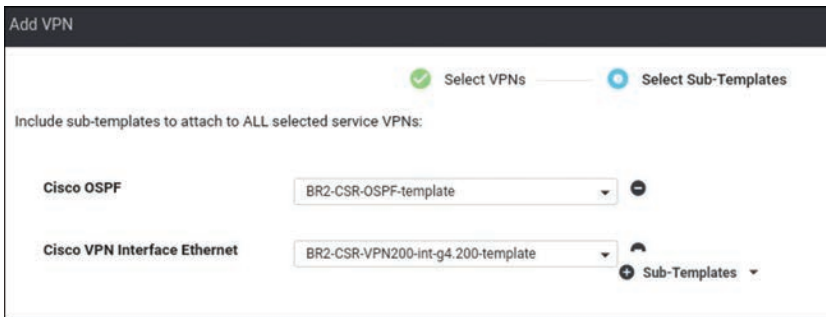 Add VPN
Select VPNs
Select Sub-Templates
Include sub-templates to attach to ALL selected service VPNs:
Cisco OSPF
BR2-CSR-OSPF-template
Cisco VPN Interface Ethernet
BR2-CSR-VPN200-int-g4.200-template
Sub-Templates